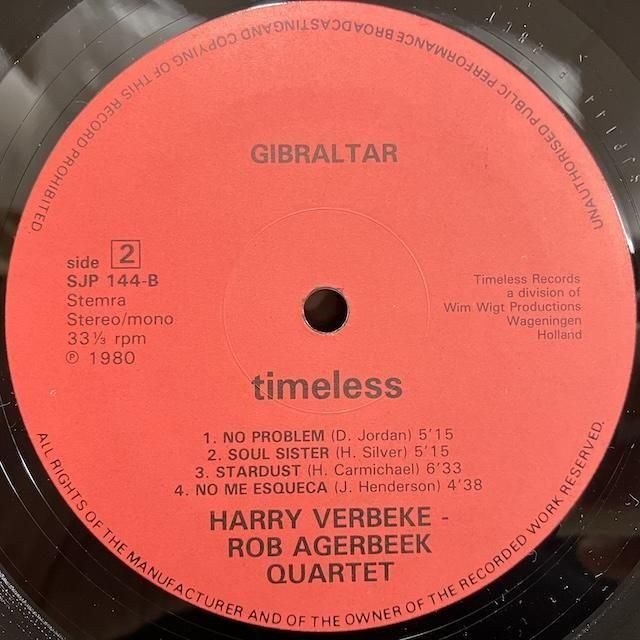 GIBRALTAR
side 2
SJP 144-B
Stemra
Stereo/mono
33⅓ rpm
℗ 1980
Timeless Records
a division of
Wim Wigt Productions
Wageningen
Holland
timeless
1. NO PROBLEM (D. Jordan) 5'15
2. SOUL SISTER (H. Silver) 5'15
3. STARDUST (H. Carmichael) 6'33
4. NO ME ESQUECA (J. Henderson) 4'38
HARRY VERBEKE -
ROB AGERBEEK
QUARTET
ALL RIGHTS OF THE MANUFACTURER AND OF THE OWNER OF THE RECORDED WORK RESERVED.
UNAUTHORISED PUBLIC PERFORMANCE BROADCASTING AND COPYING OF THIS RECORD PROHIBITED.